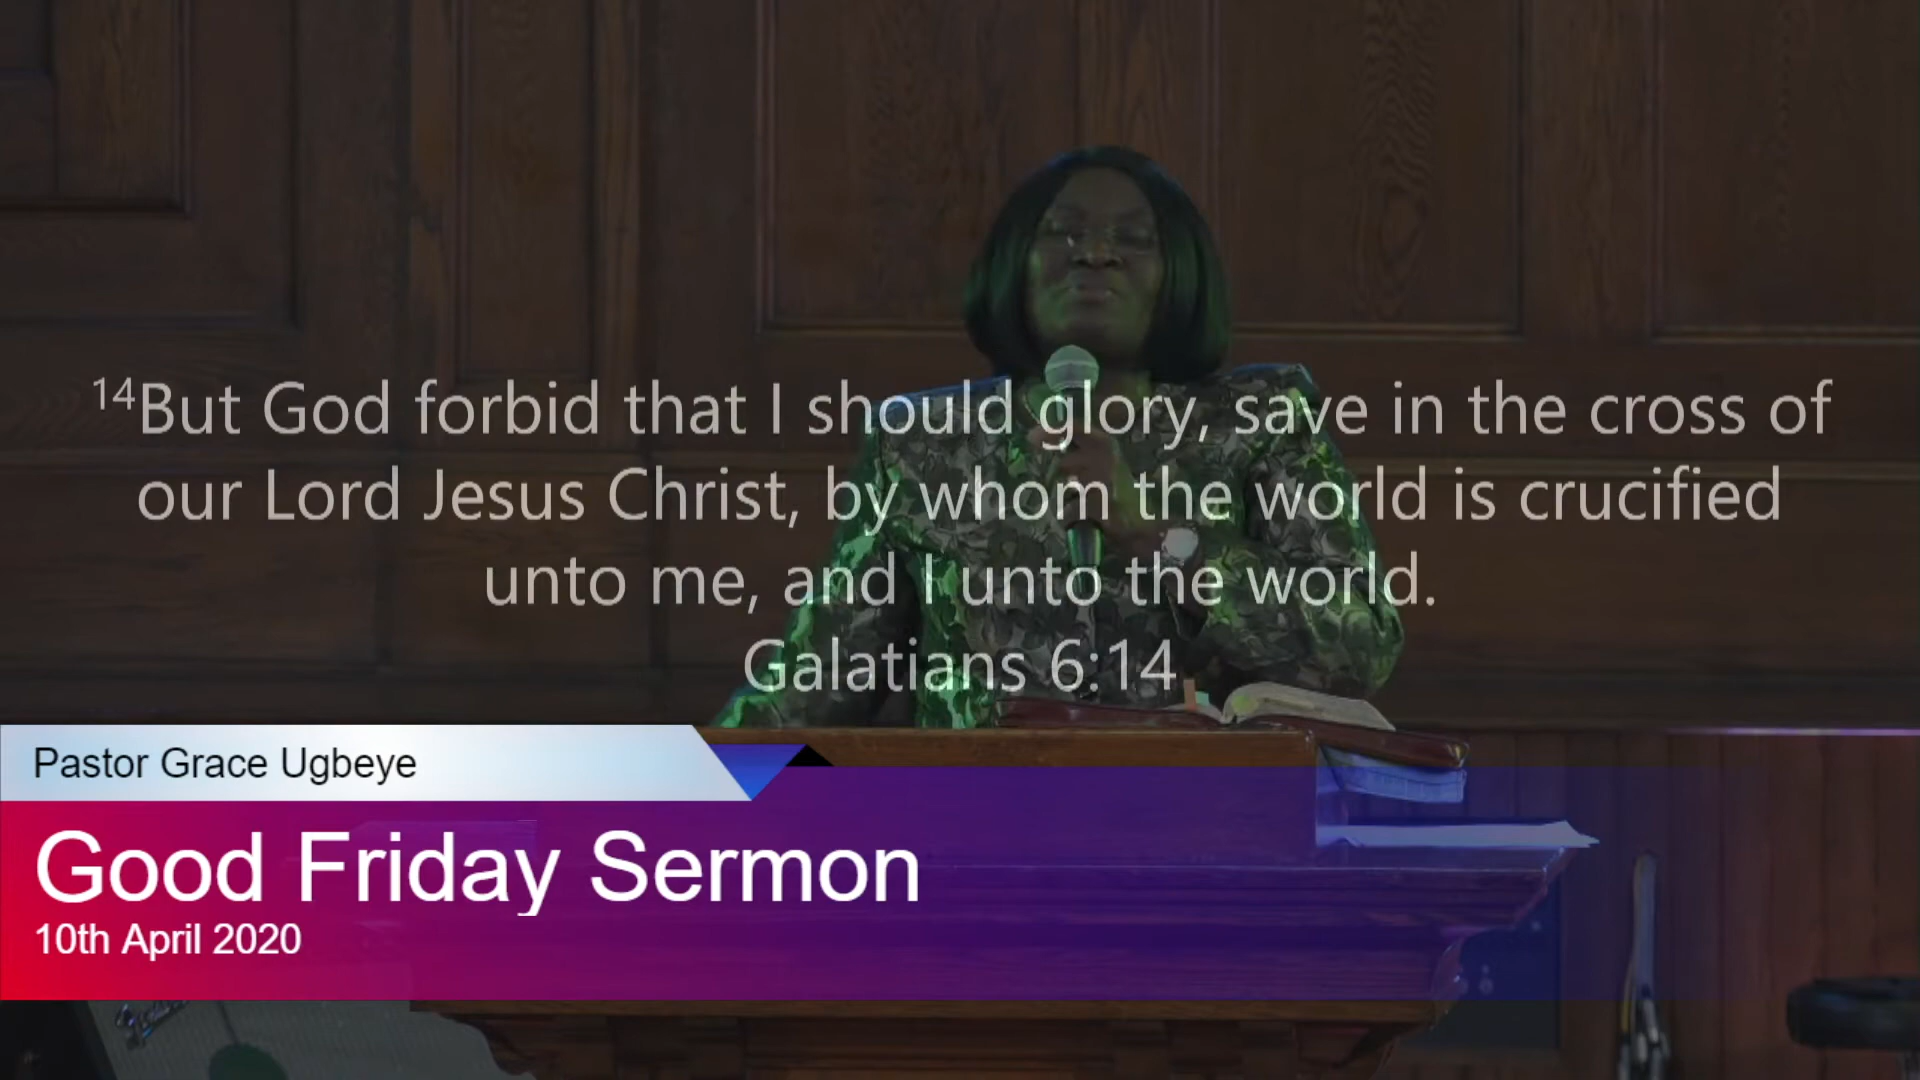 14But God forbid that I should glory, save in the cross of
our Lord Jesus Christ, by whom the world is crucified
unto me, and I unto the world.
Galatians 6:14
Pastor Grace Ugbeye
Good Friday Sermon
10th April 2020